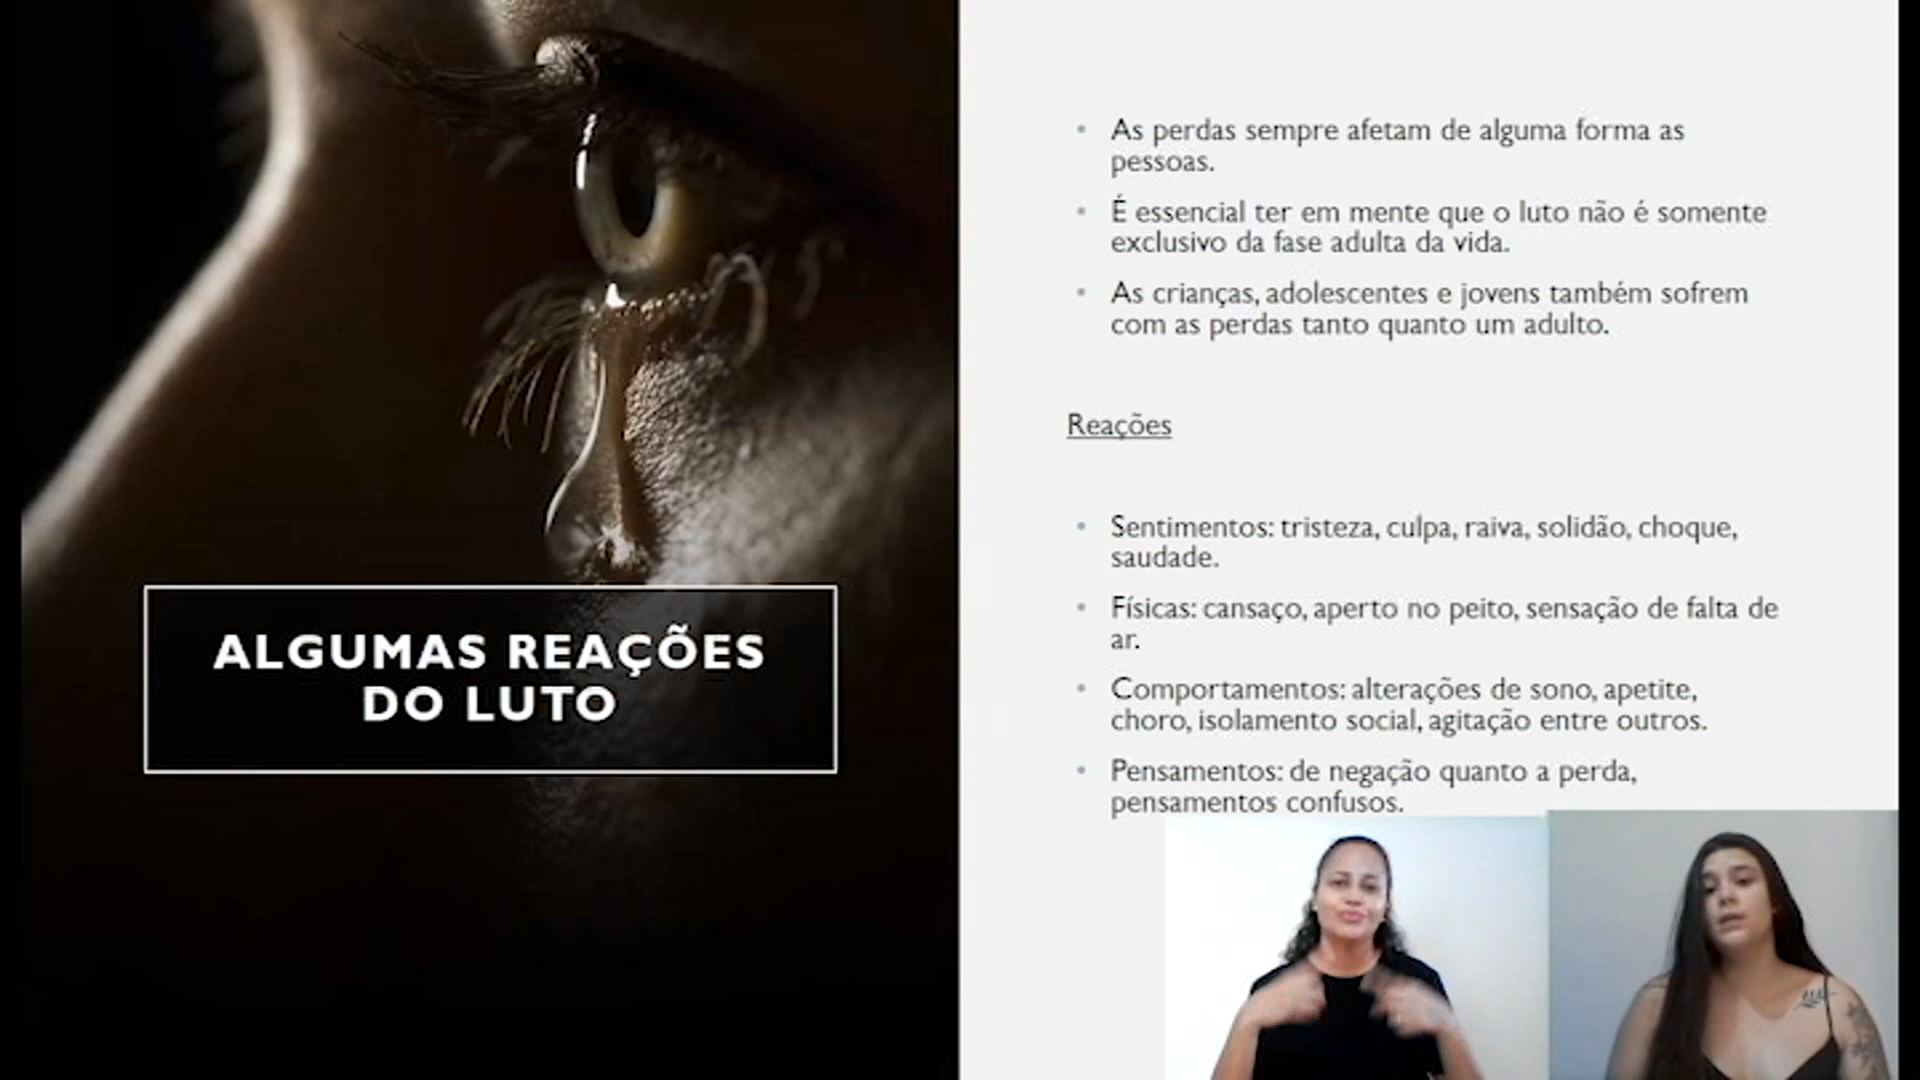 ALGUMAS REAÇÕES
DO LUTO
As perdas sempre afetam de alguma forma as
pessoas.
É essencial ter em mente que o luto não é somente
exclusivo da fase adulta da vida.
As crianças, adolescentes e jovens também sofrem
com as perdas tanto quanto um adulto.
Reações
Sentimentos: tristeza, culpa, raiva, solidão, choque,
saudade.
Físicas: cansaço, aperto no peito, sensação de falta de
ar.
Comportamentos: alterações de sono, apetite,
choro, isolamento social, agitação entre outros.
Pensamentos: de negação quanto a perda,
pensamentos confusos.